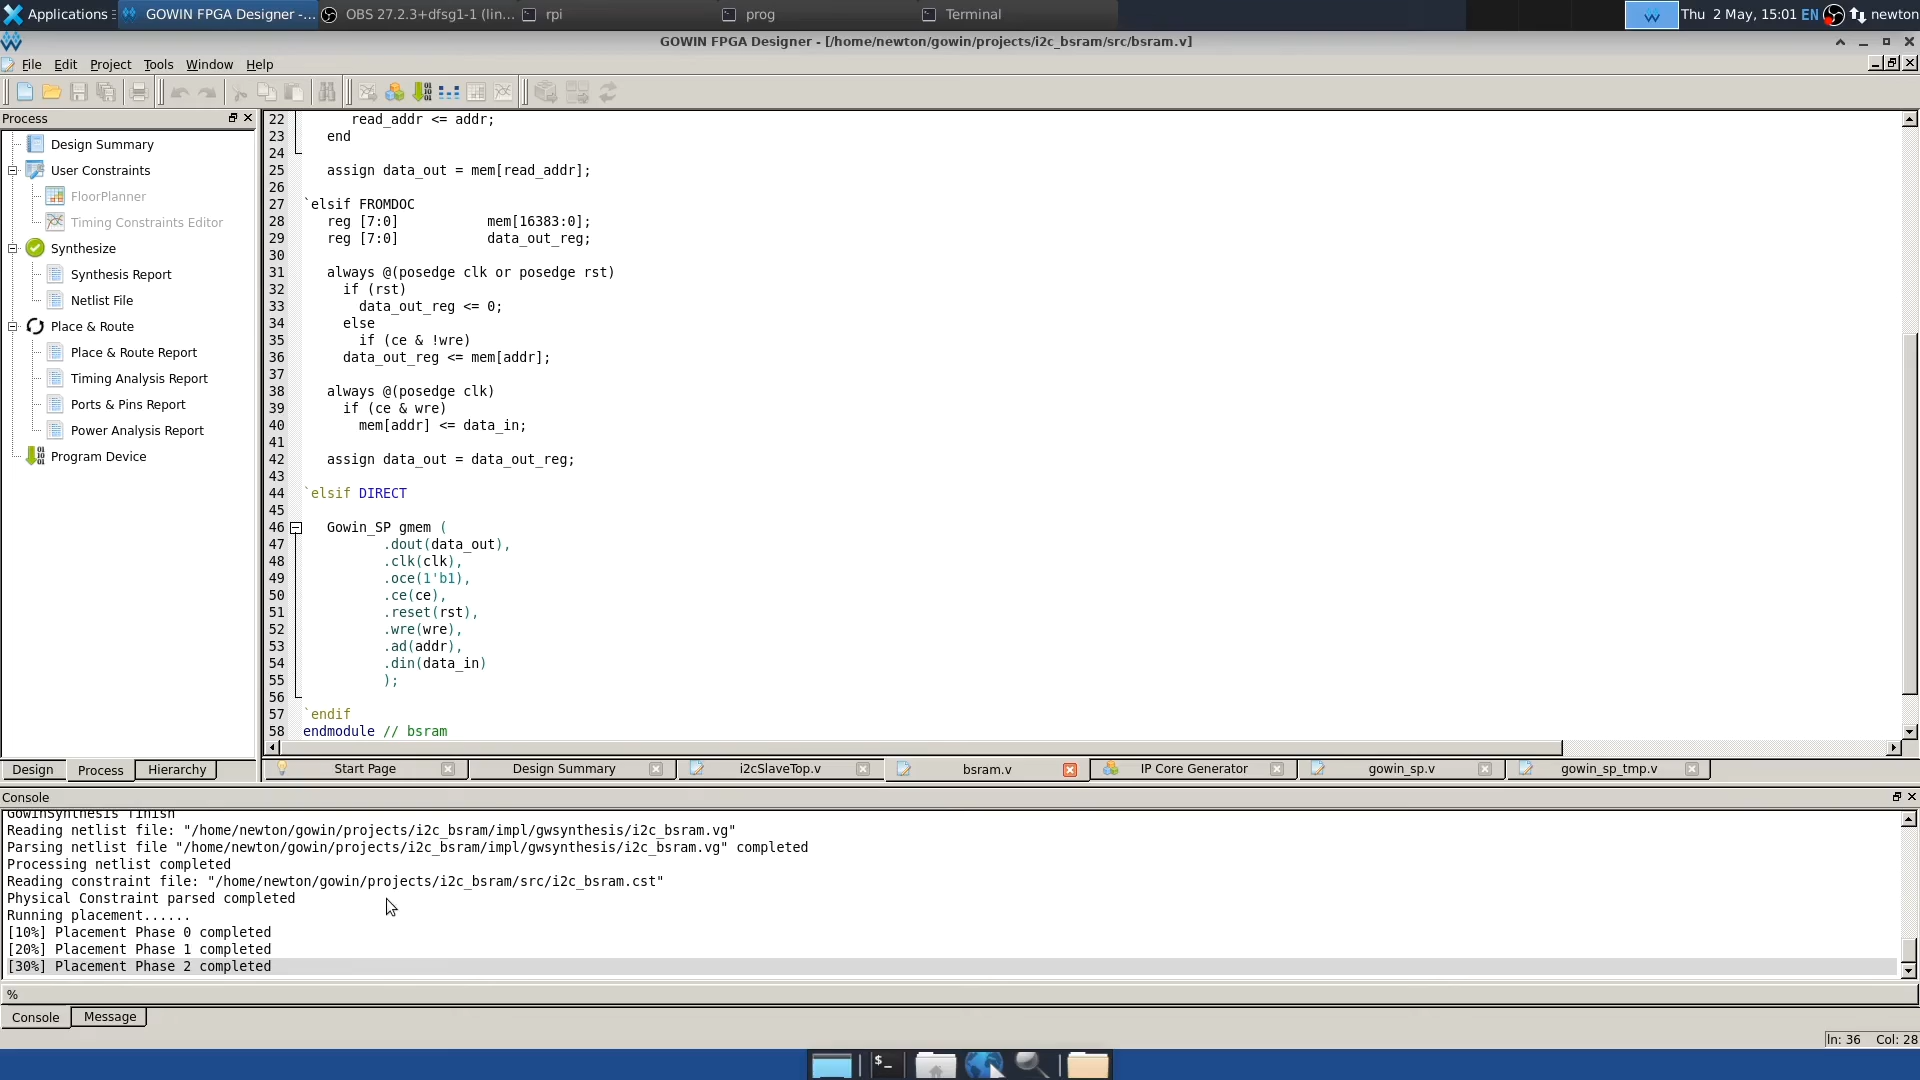 Applications
GOWIN FPGA Designer -...
OBS 27.2.3+dfsg1-1 (lin...
rpi
prog
Terminal
Thu 2 May, 15:01 EN
newton
GOWIN FPGA Designer - [/home/newton/gowin/projects/i2c_bsram/src/bsram.v]
File Edit Project Tools Window Help
Process
Design Summary
User Constraints
FloorPlanner
Timing Constraints Editor
Synthesize
Synthesis Report
Netlist File
Place & Route
Place & Route Report
Timing Analysis Report
Ports & Pins Report
Power Analysis Report
Program Device
Design Process Hierarchy
22 read_addr <= addr;
23 end
24
25 assign data_out = mem[read_addr];
26
27 `elsif FROMDOC
28 reg [7:0] mem[16383:0];
29 reg [7:0] data_out_reg;
30
31 always @(posedge clk or posedge rst)
32 if (rst)
33 data_out_reg <= 0;
34 else
35 if (ce & !wre)
36 data_out_reg <= mem[addr];
37
38 always @(posedge clk)
39 if (ce & wre)
40 mem[addr] <= data_in;
41
42 assign data_out = data_out_reg;
43
44 `elsif DIRECT
45
46 Gowin_SP gmem (
47 .dout(data_out),
48 .clk(clk),
49 .oce(1'b1),
50 .ce(ce),
51 .reset(rst),
52 .wre(wre),
53 .ad(addr),
54 .din(data_in)
55 );
56
57 `endif
58 endmodule // bsram
Start Page
Design Summary
i2cSlaveTop.v
bsram.v
IP Core Generator
gowin_sp.v
gowin_sp_tmp.v
Console
GowinSynthesis finish
Reading netlist file: "/home/newton/gowin/projects/i2c_bsram/impl/gwsynthesis/i2c_bsram.vg"
Parsing netlist file "/home/newton/gowin/projects/i2c_bsram/impl/gwsynthesis/i2c_bsram.vg" completed
Processing netlist completed
Reading constraint file: "/home/newton/gowin/projects/i2c_bsram/src/i2c_bsram.cst"
Physical Constraint parsed completed
Running placement......
[10%] Placement Phase 0 completed
[20%] Placement Phase 1 completed
[30%] Placement Phase 2 completed
%
Console Message
ln: 36 Col: 28